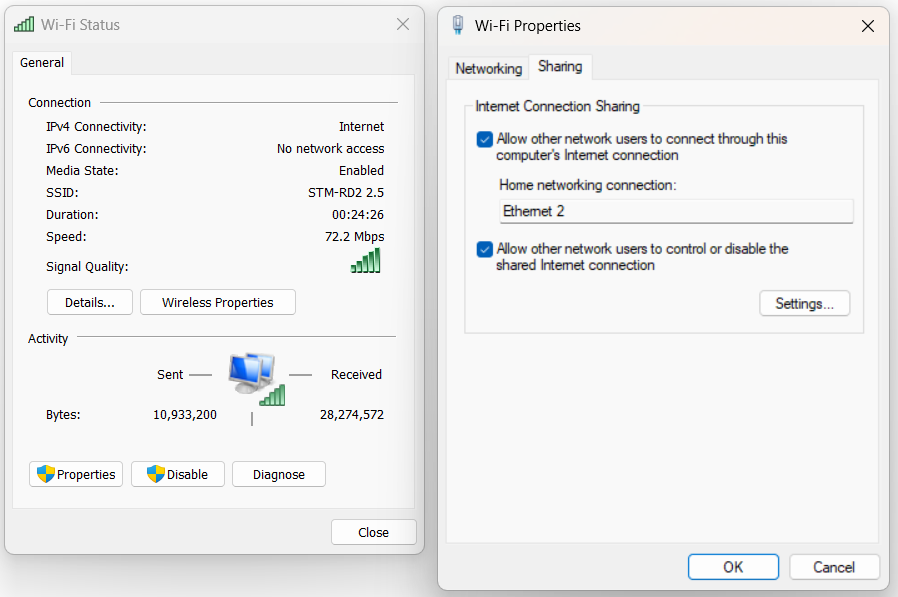 Wi-Fi Status
General
Connection
IPv4 Connectivity: Internet
IPv6 Connectivity: No network access
Media State: Enabled
SSID: STM-RD2 2.5
Duration: 00:24:26
Speed: 72.2 Mbps
Signal Quality:
Details... Wireless Properties
Activity
Sent Received
Bytes: 10,933,200 28,274,572
Properties Disable Diagnose
Close
Wi-Fi Properties
Networking Sharing
Internet Connection Sharing
Allow other network users to connect through this
computer's Internet connection
Home networking connection:
Ethernet 2
Allow other network users to control or disable the
shared Internet connection
Settings...
OK Cancel